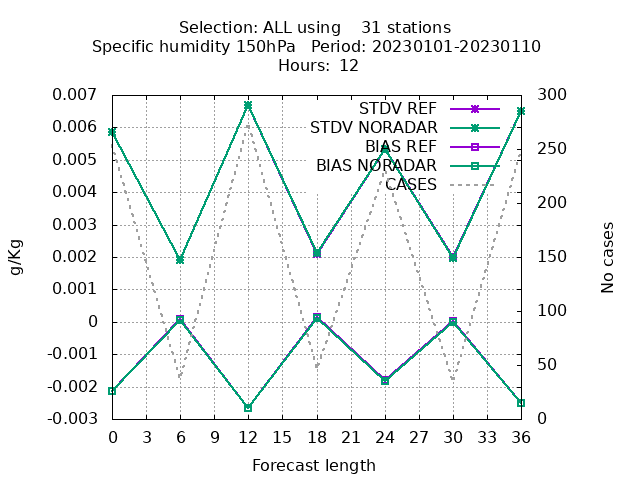 Selection: ALL using    31 stations
Specific humidity 150hPa   Period: 20230101-20230110
Hours: 12
STDV REF
STDV NORADAR
BIAS REF
BIAS NORADAR
CASES
g/Kg
0.007
0.006
0.005
0.004
0.003
0.002
0.001
0
-0.001
-0.002
-0.003
No cases
300
250
200
150
100
50
0
0 3 6 9 12 15 18 21 24 27 30 33 36
Forecast length